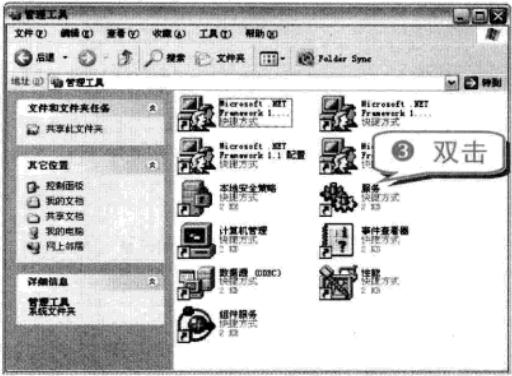 管理工具
文件(F) 编辑(E) 查看(V) 收藏(A) 工具(T) 帮助(H)
后退 搜索 文件夹 Folder Sync
地址(D) 管理工具 转到
文件和文件夹任务
共享此文件夹
其它位置
控制面板
我的文档
共享文档
我的电脑
网上邻居
详细信息
管理工具
系统文件夹
Microsoft .NET
Framework 1....
快捷方式
Microsoft .NET
Framework 1....
快捷方式
Microsoft .NET
Framework 1.1 配置
快捷方式
❸ 双击
本地安全策略
快捷方式
2 KB
服务
快捷方式
2 KB
计算机管理
快捷方式
2 KB
事件查看器
快捷方式
2 KB
数据源 (ODBC)
快捷方式
2 KB
性能
快捷方式
2 KB
组件服务
快捷方式
2 KB